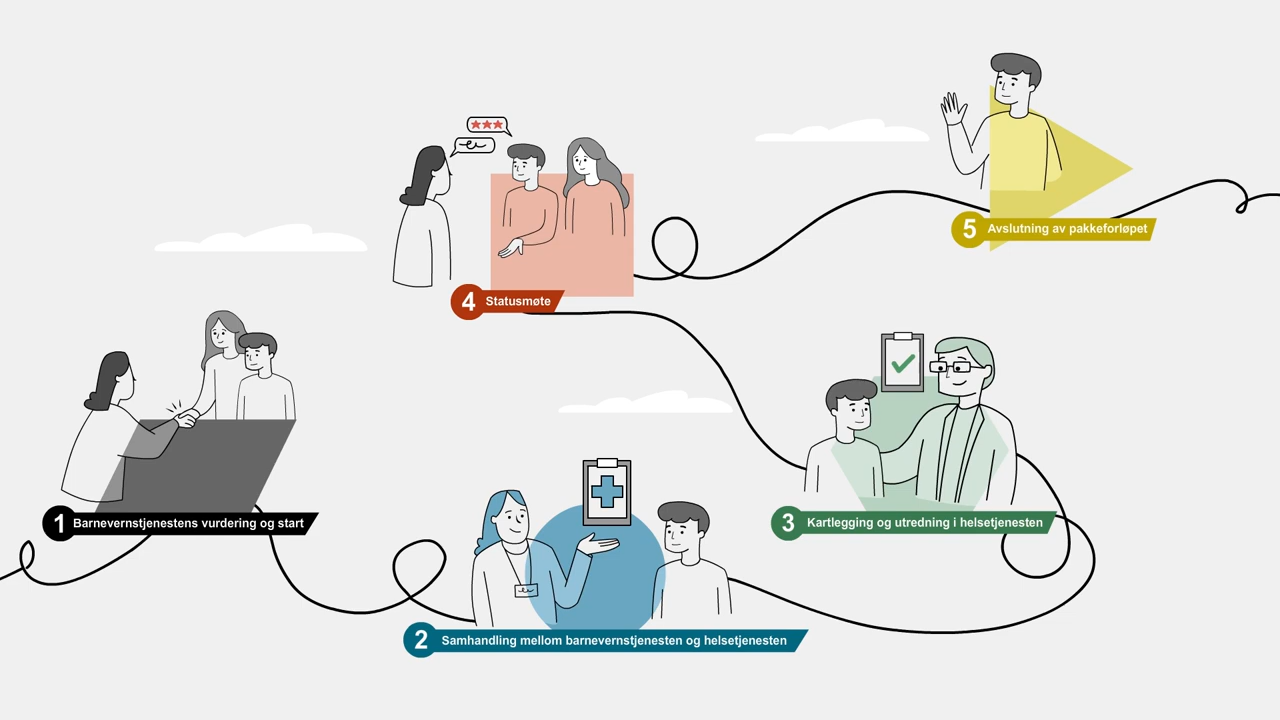 1 Barnevernstjenestens vurdering og start
2 Samhandling mellom barnevernstjenesten og helsetjenesten
3 Kartlegging og utredning i helsetjenesten
4 Statusmøte
5 Avslutning av pakkeforløpet